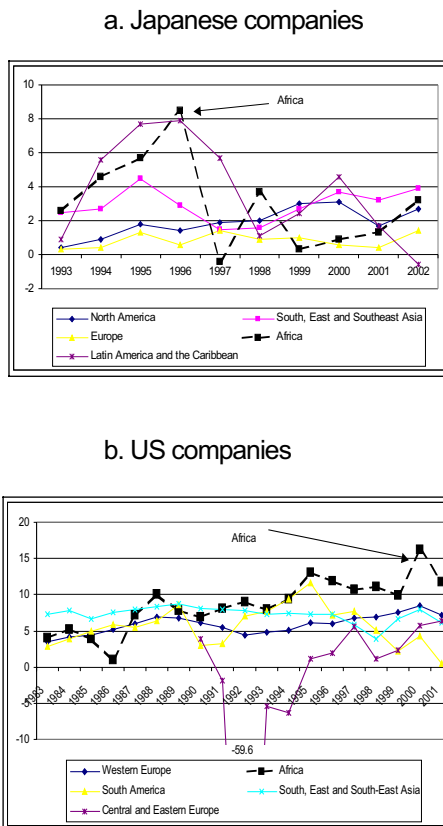 a. Japanese companies
10
Africa
8
6
4
2
0
1993 1994 1995 1996 1997 1998 1999 2000 2001 2002
-2
North America South, East and Southeast Asia
Europe Africa
Latin America and the Caribbean
b. US companies
20
Africa
15
10
5
0
1983 1984 1985 1986 1987 1988 1989 1990 1991 1992 1993 1994 1995 1996 1997 1998 1999 2000 2001
-5
-59.6
-10
Western Europe Africa
South America South, East and South-East Asia
Central and Eastern Europe